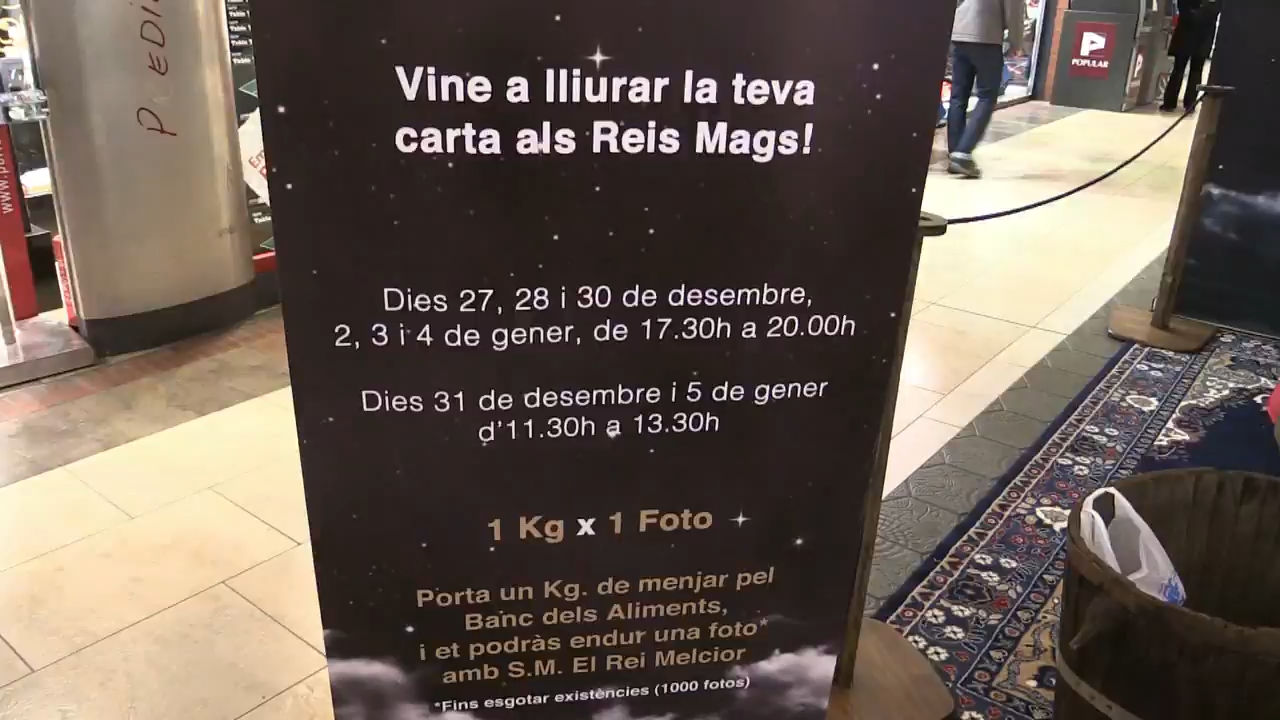 Vine a lliurar la teva
carta als Reis Mags!
Dies 27, 28 i 30 de desembre,
2, 3 i 4 de gener, de 17.30h a 20.00h
Dies 31 de desembre i 5 de gener
d'11.30h a 13.30h
1 Kg x 1 Foto
Porta un Kg. de menjar pel
Banc dels Aliments,
i et podràs endur una foto*
amb S.M. El Rei Melcior
*Fins esgotar existències (1000 fotos)
POPULAR